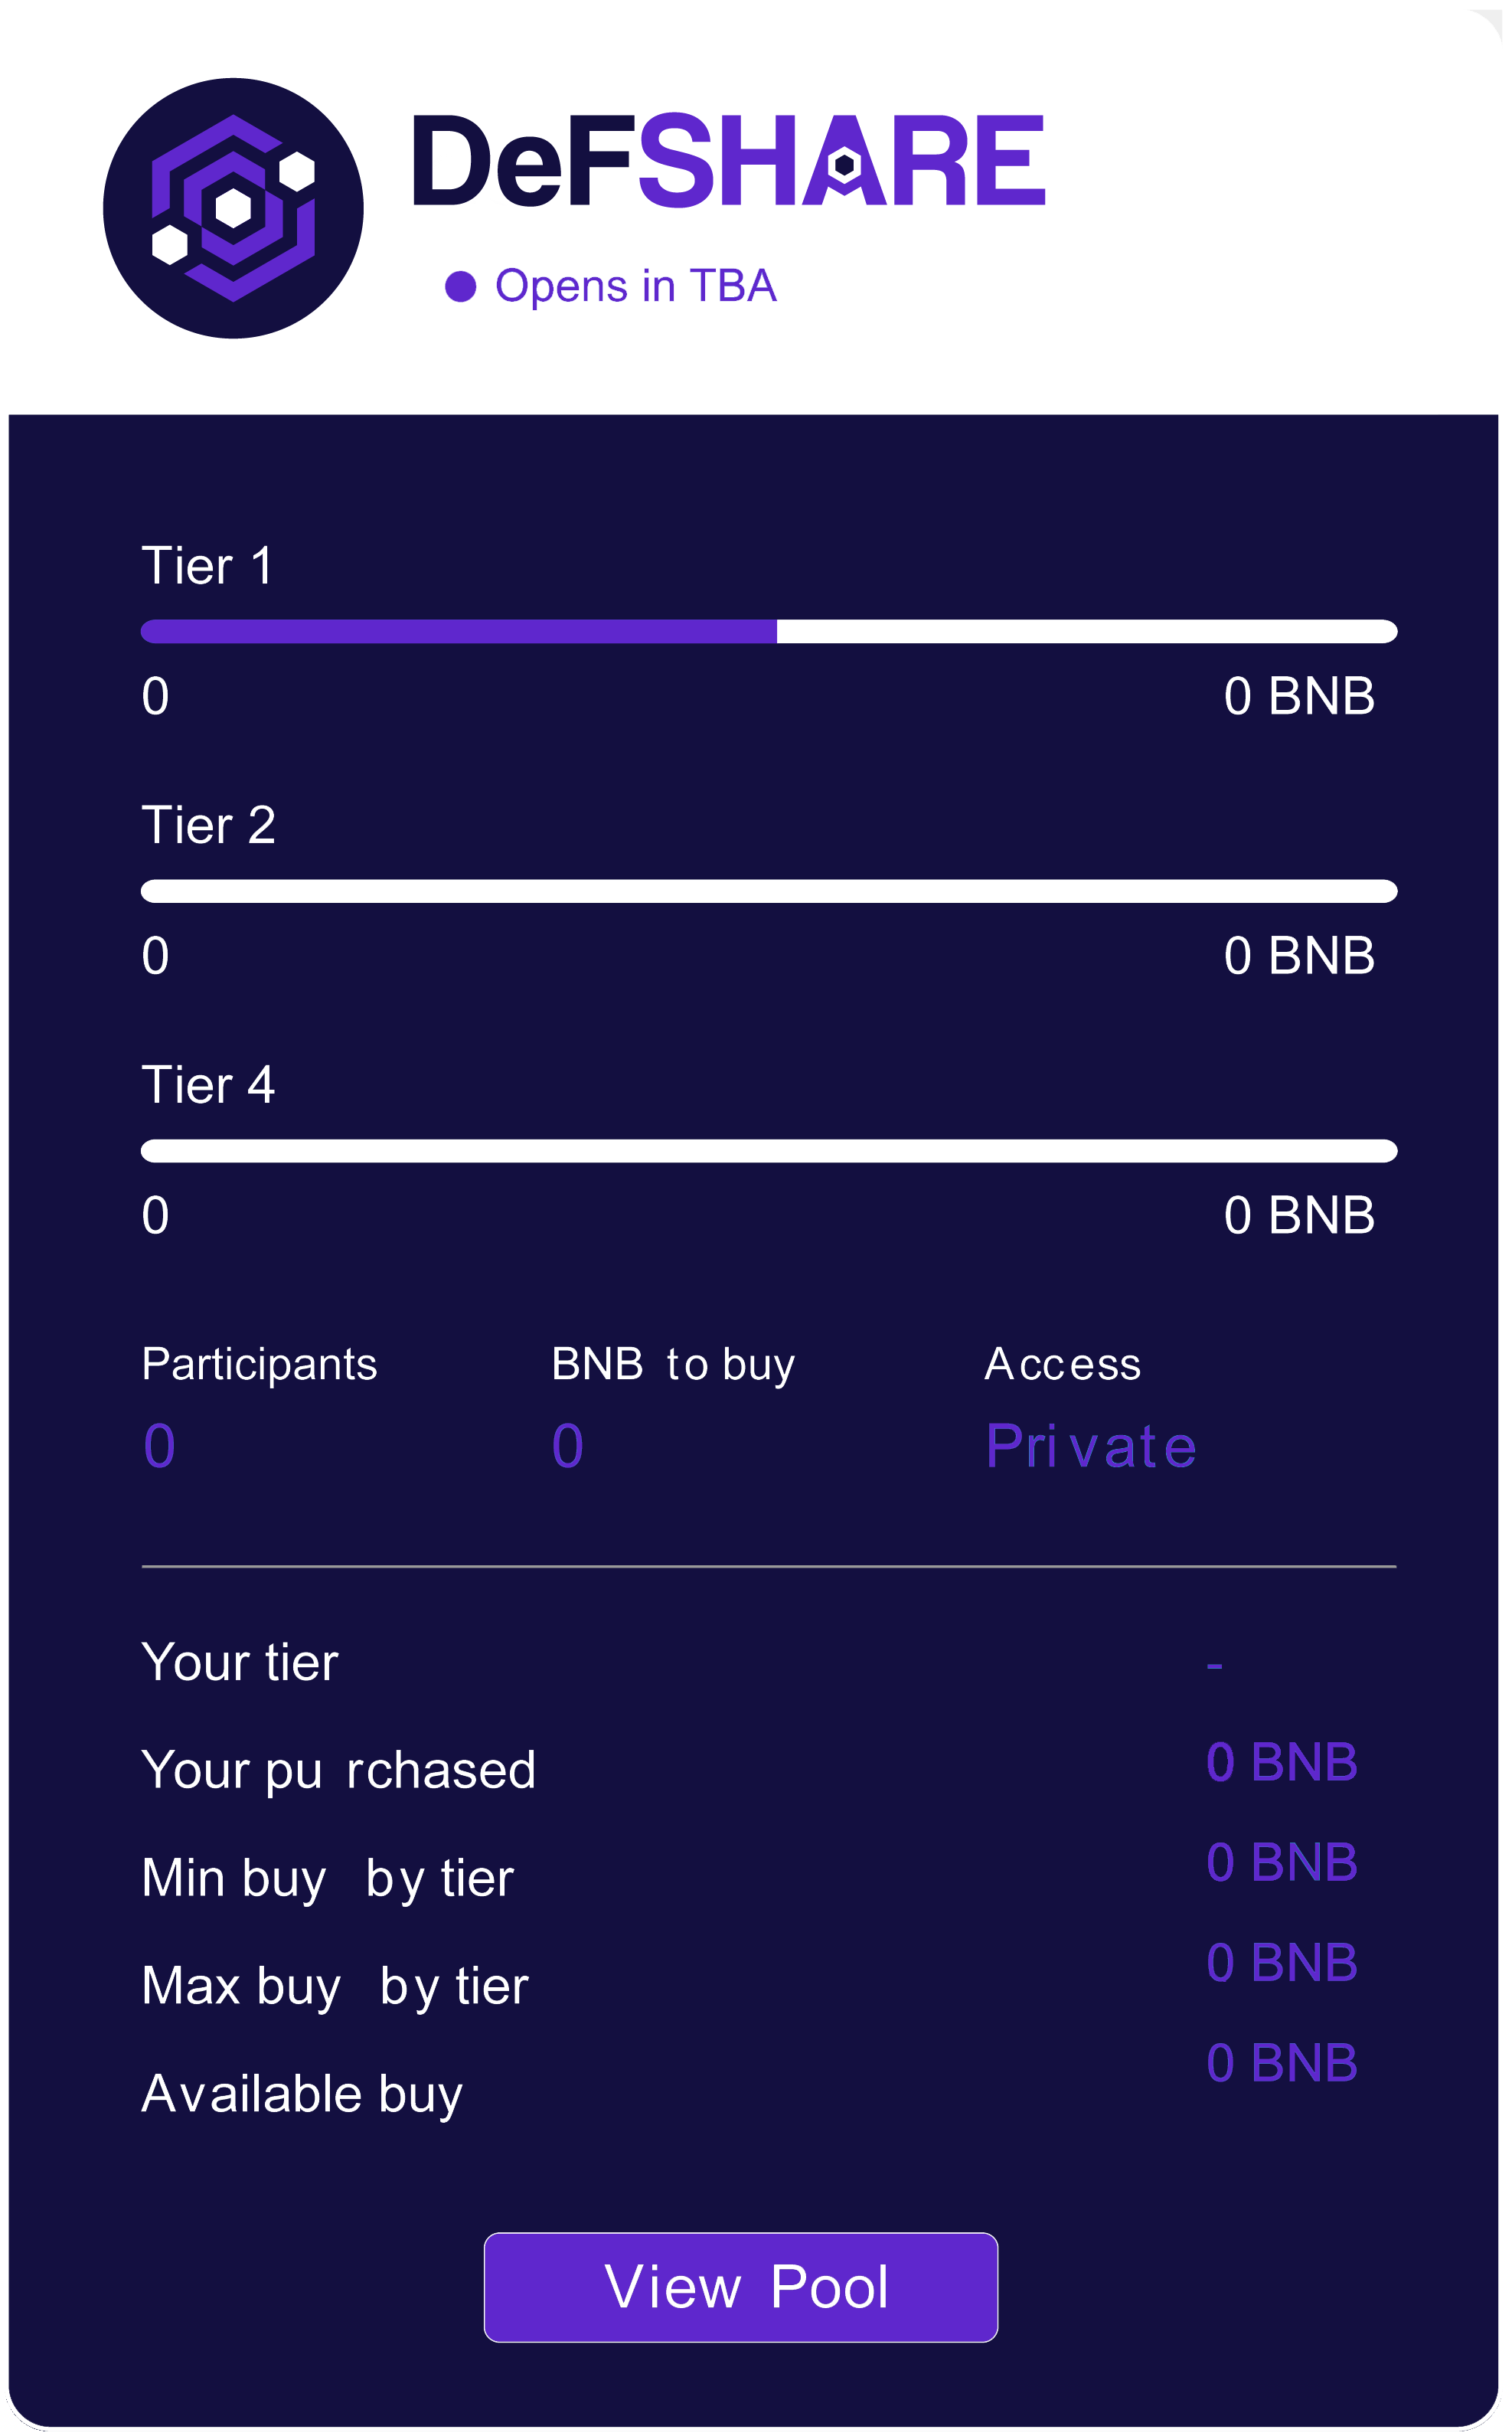 DeFSHARE
Opens in TBA
Tier 1
0 0 BNB
Tier 2
0 0 BNB
Tier 4
0 0 BNB
Participants BNB to buy Access
0 0 Private
Your tier -
Your pu rchased 0 BNB
Min buy by tier 0 BNB
Max buy by tier 0 BNB
Available buy 0 BNB
View Pool